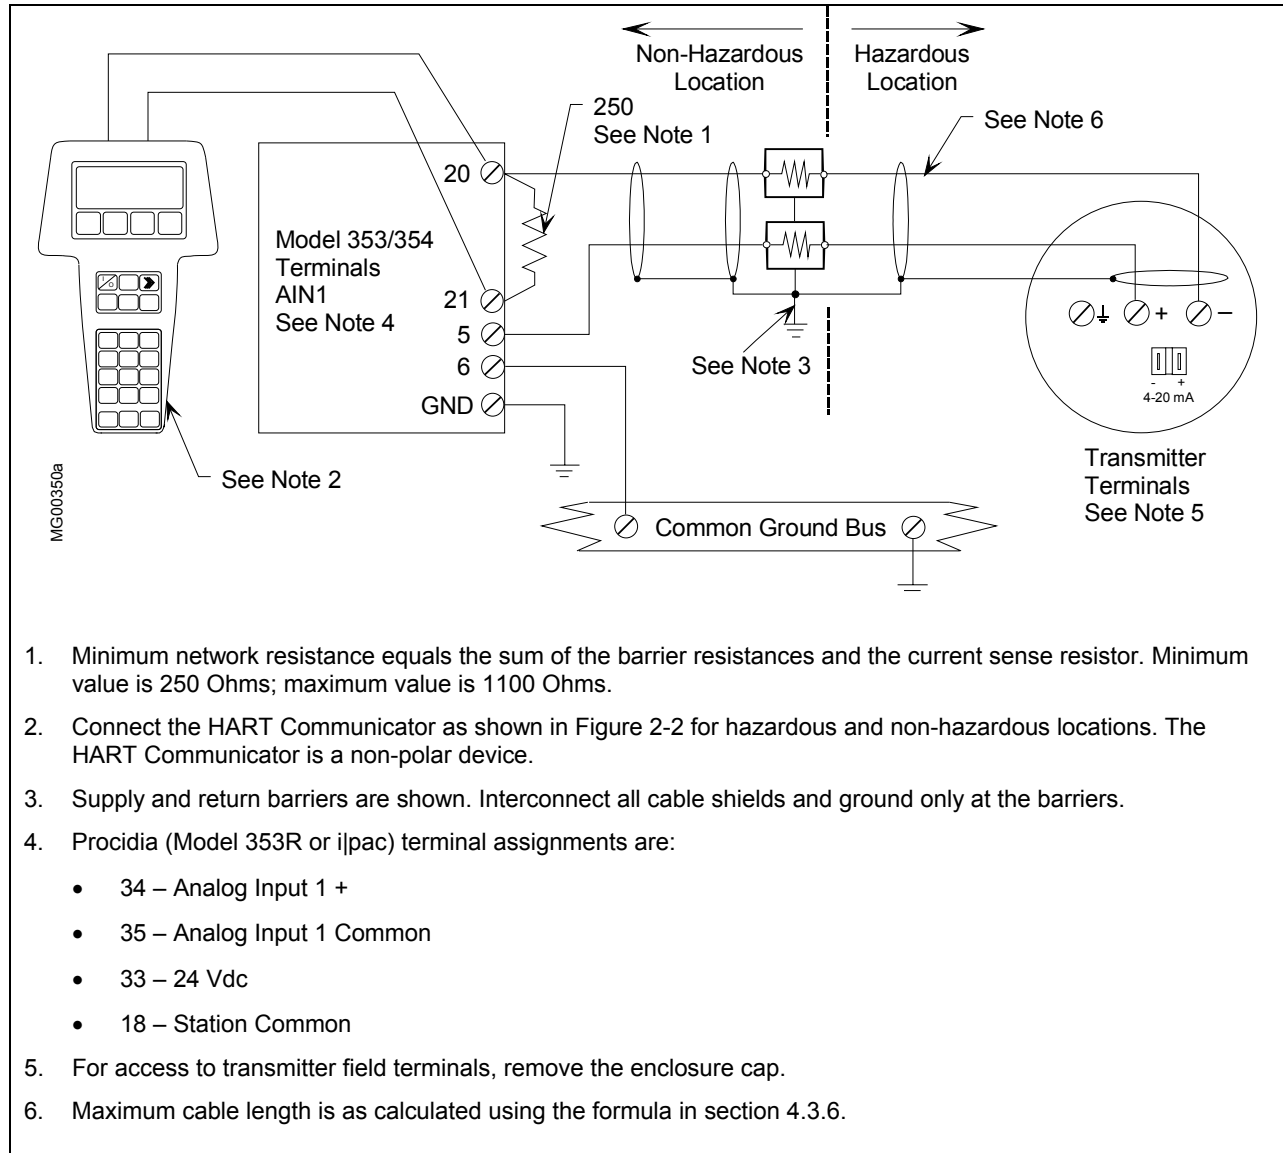 Non-Hazardous
Location
Hazardous
Location
250
See Note 1
See Note 6
20
Model 353/354
Terminals
AIN1
See Note 4
21
5
6
GND
See Note 3
+
−
- +
4-20 mA
See Note 2
Transmitter
Terminals
See Note 5
Common Ground Bus
MG00350a
1. Minimum network resistance equals the sum of the barrier resistances and the current sense resistor. Minimum
value is 250 Ohms; maximum value is 1100 Ohms.
2. Connect the HART Communicator as shown in Figure 2-2 for hazardous and non-hazardous locations. The
HART Communicator is a non-polar device.
3. Supply and return barriers are shown. Interconnect all cable shields and ground only at the barriers.
4. Procidia (Model 353R or i|pac) terminal assignments are:
• 34 – Analog Input 1 +
• 35 – Analog Input 1 Common
• 33 – 24 Vdc
• 18 – Station Common
5. For access to transmitter field terminals, remove the enclosure cap.
6. Maximum cable length is as calculated using the formula in section 4.3.6.